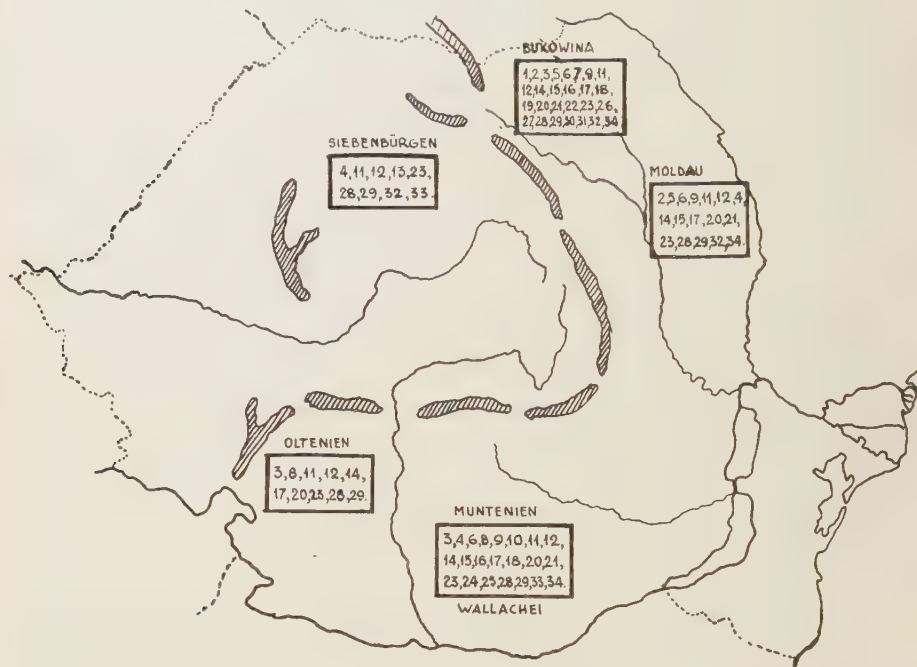 BUKOWINA
1,2,3,5,6,7,9,11,
12,14,15,16,17,18,
19,20,21,22,23,26,
27,28,29,30,31,32,34.
SIEBENBÜRGEN
4,11,12,13,23,
28,29,32,33.
MOLDAU
2,5,6,9,11,12,4,
14,15,17,20,21,
23,28,29,32,34.
OLTENIEN
3,8,11,12,14,
17,20,23,28,29.
MUNTENIEN
3,4,6,8,9,10,11,12,
14,15,16,17,18,20,21,
23,24,25,28,29,33,34.
WALLACHEI